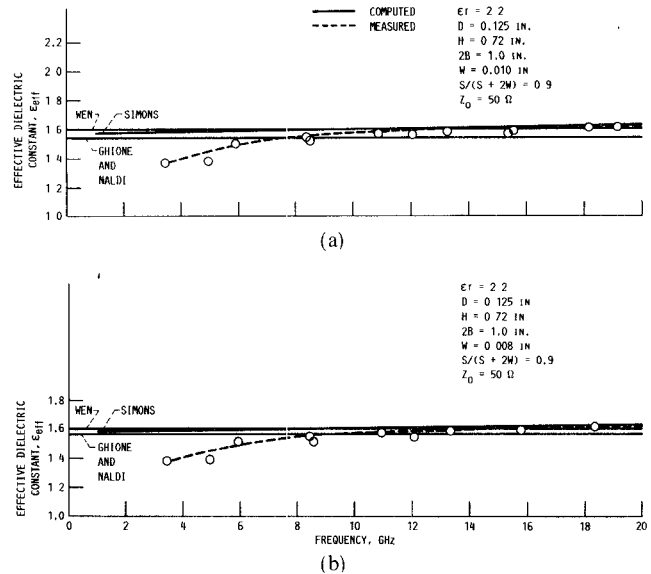 COMPUTED
MEASURED
εr = 2 2
D = 0.125 IN.
H = 0 72 IN.
2B = 1.0 IN.
W = 0.010 IN
S/(S + 2W) = 0 9
Z₀ = 50 Ω
EFFECTIVE DIELECTRIC
CONSTANT, εeff
2.4
2.2
2.0
1 8
1.6
1 4
1 2
1 0
WEN
SIMONS
GHIONE
AND
NALDI
(a)
εr = 2 2
D = 0 125 IN
H = 0 72 IN
2B = 1.0 IN.
W = 0 008 IN
S/(S + 2W) = 0.9
Z₀ = 50 Ω
EFFECTIVE DIELECTRIC
CONSTANT, εeff
1.8
1.6
1.4
1.2
1.0
WEN
SIMONS
GHIONE
AND
NALDI
0 2 4 6 8 10 12 14 16 18 20
FREQUENCY, GHz
(b)